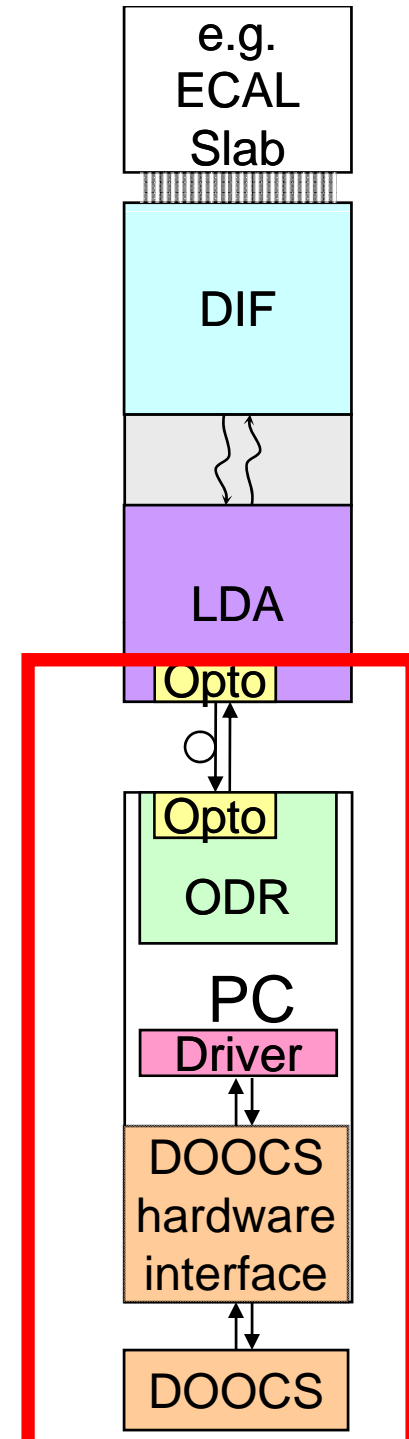 e.g.
ECAL
Slab
DIF
LDA
Opto
Opto
ODR
PC
Driver
DOOCS
hardware
interface
DOOCS